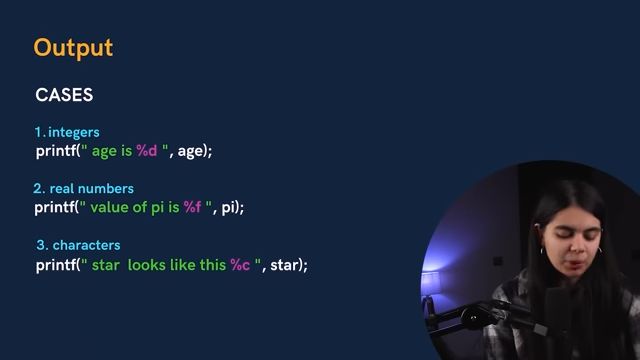 Output
CASES
1. integers
printf(" age is %d ", age);
2. real numbers
printf(" value of pi is %f ", pi);
3. characters
printf(" star  looks like this %c ", star);